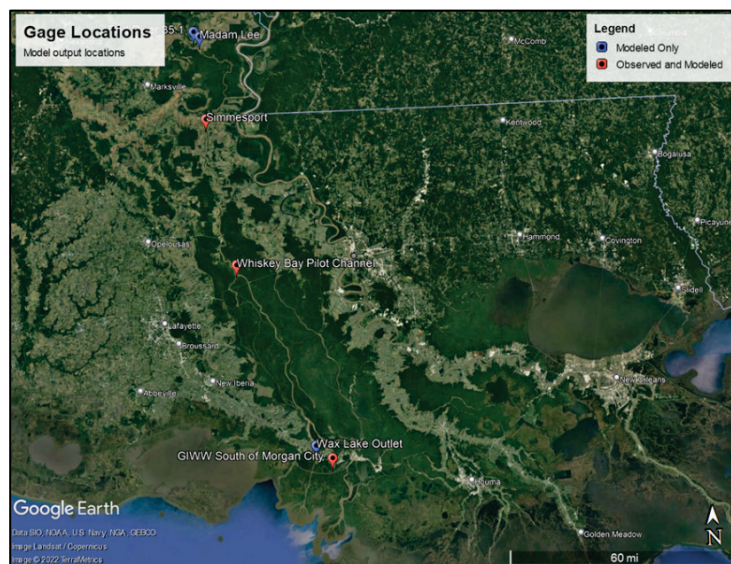 Gage Locations
Model output locations
Legend
Modeled Only
Observed and Modeled
Madam Lee
McComb
Marksville
Simmesport
Kentwood
Bogalusa
Picayune
Opelousas
Whiskey Bay Pilot Channel
Hammond
Covington
Slidell
Lafayette
Broussard
New Iberia
Abbeville
New Orleans
Wax Lake Outlet
GIWW South of Morgan City
Houma
Golden Meadow
Google Earth
Data SIO, NOAA, U.S. Navy, NGA, GEBCO
Image Landsat / Copernicus
Image © 2022 TerraMetrics
N
60 mi